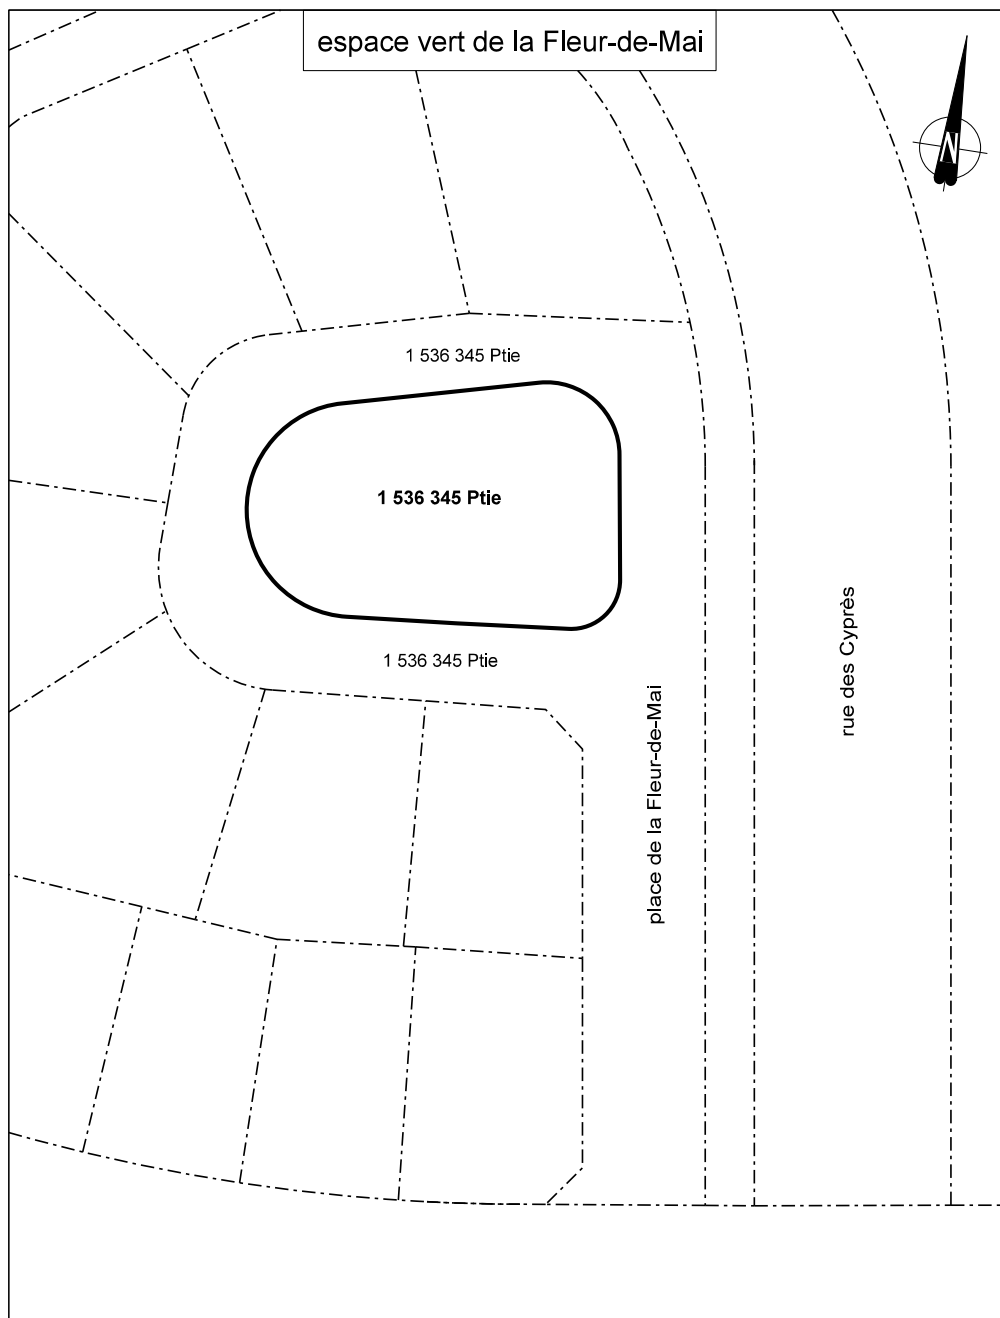 espace vert de la Fleur-de-Mai
N
1 536 345 Ptie
1 536 345 Ptie
1 536 345 Ptie
place de la Fleur-de-Mai
rue des Cyprès